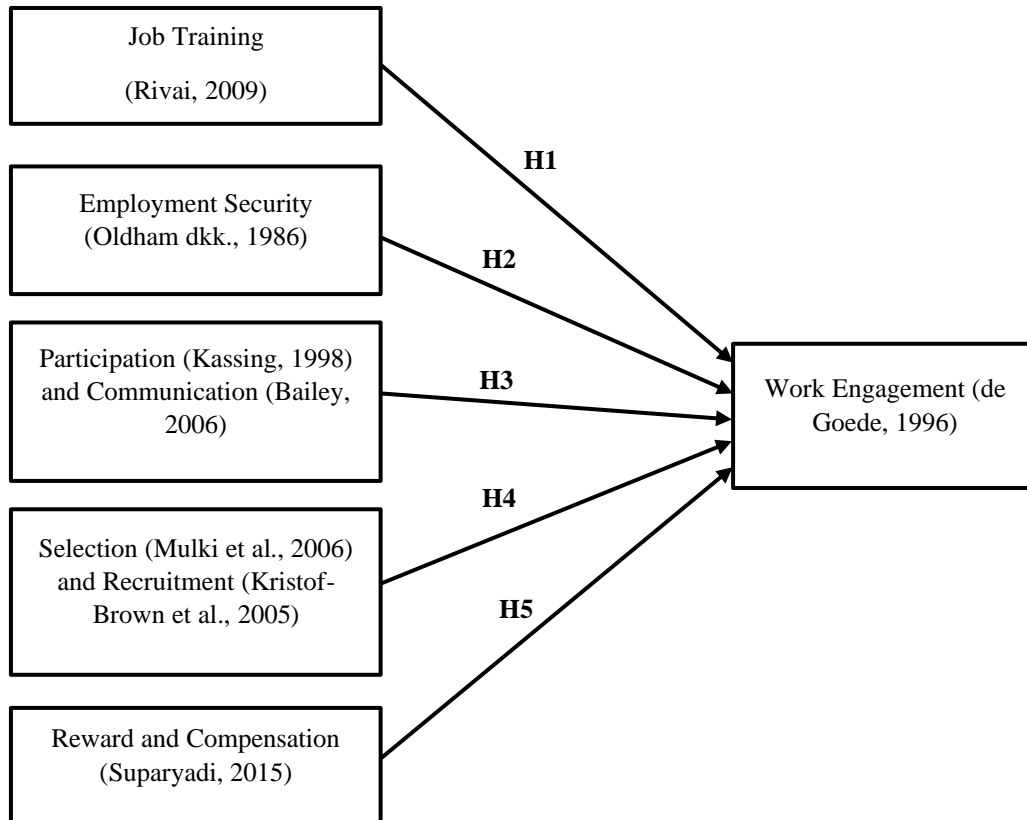 Job Training
(Rivai, 2009)
H1
Employment Security
(Oldham dkk., 1986)
H2
Participation (Kassing, 1998)
and Communication (Bailey,
2006)
H3
Work Engagement (de
Goede, 1996)
Selection (Mulki et al., 2006)
and Recruitment (Kristof-
Brown et al., 2005)
H4
H5
Reward and Compensation
(Suparyadi, 2015)